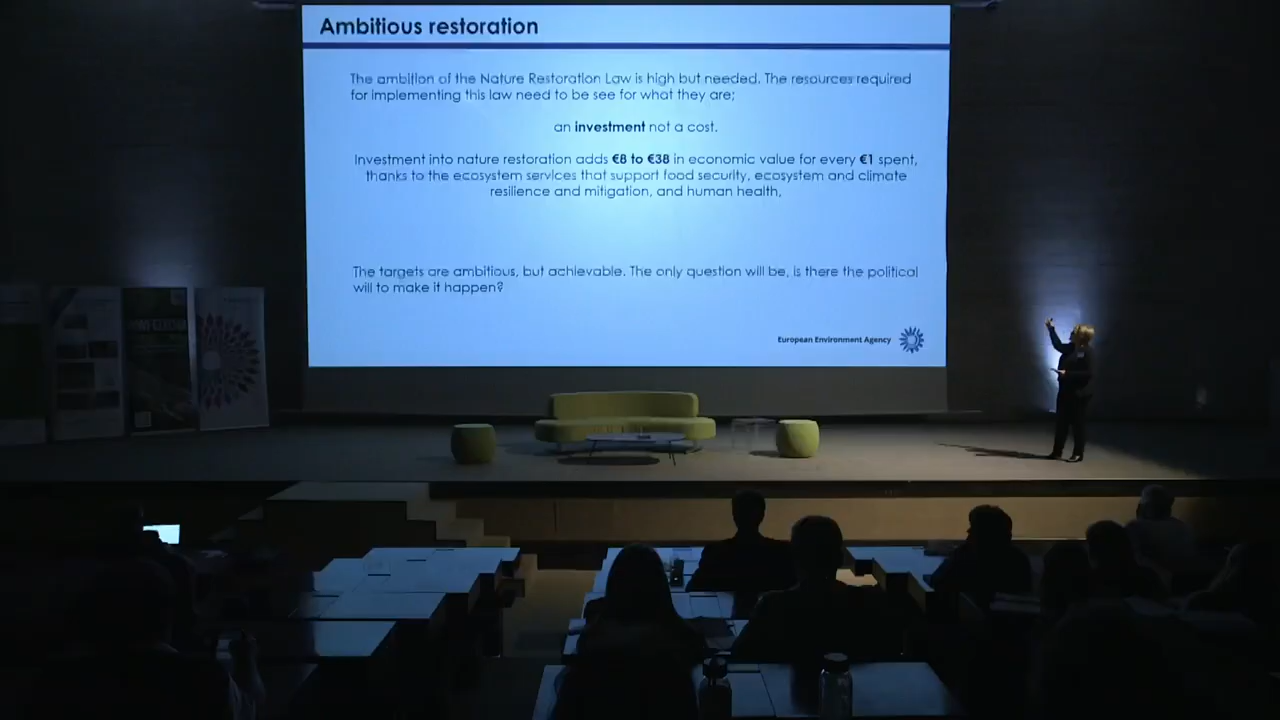 Ambitious restoration
The ambition of the Nature Restoration Law is high but needed. The resources required
for implementing this law need to be see for what they are;
an investment not a cost.
Investment into nature restoration adds €8 to €38 in economic value for every €1 spent,
thanks to the ecosystem services that support food security, ecosystem and climate
resilience and mitigation, and human health,
The targets are ambitious, but achievable. The only question will be, is there the political
will to make it happen?
European Environment Agency